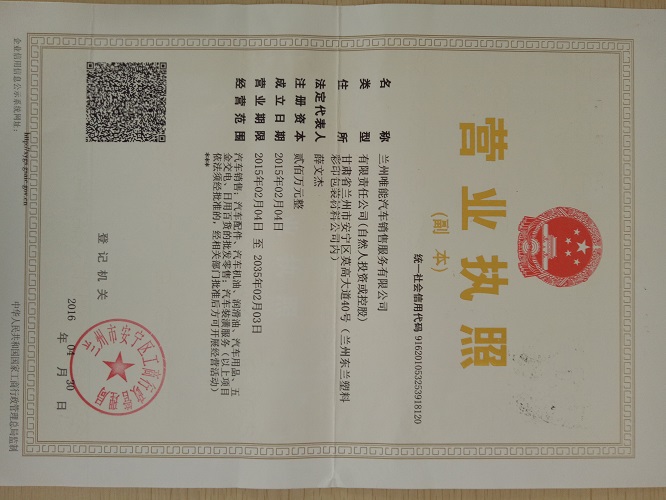 营业执照
(副本)
统一社会信用代码 91620105325391812O
名称 兰州唯能汽车销售服务有限公司
类型 有限责任公司(自然人投资或控股)
住所 甘肃省兰州市安宁区莫高大道40号(兰州东兰塑料
彩印包装材料公司内)
法定代表人 薛文杰
注册资本 贰佰万元整
成立日期 2015年02月04日
营业期限 2015年02月04日 至 2035年02月03日
经营范围 汽车销售;汽车配件、汽车机油、润滑油、汽车用品、五
金交电、日用百货的批发零售;汽车装潢服务(以上项目
依法须经批准的,经相关部门批准后方可开展经营活动)
***
登记机关
兰州市安宁区工商行政管理局
2016 年 04 月 30 日
企业信用信息公示系统网址:
中华人民共和国国家工商行政管理总局监制